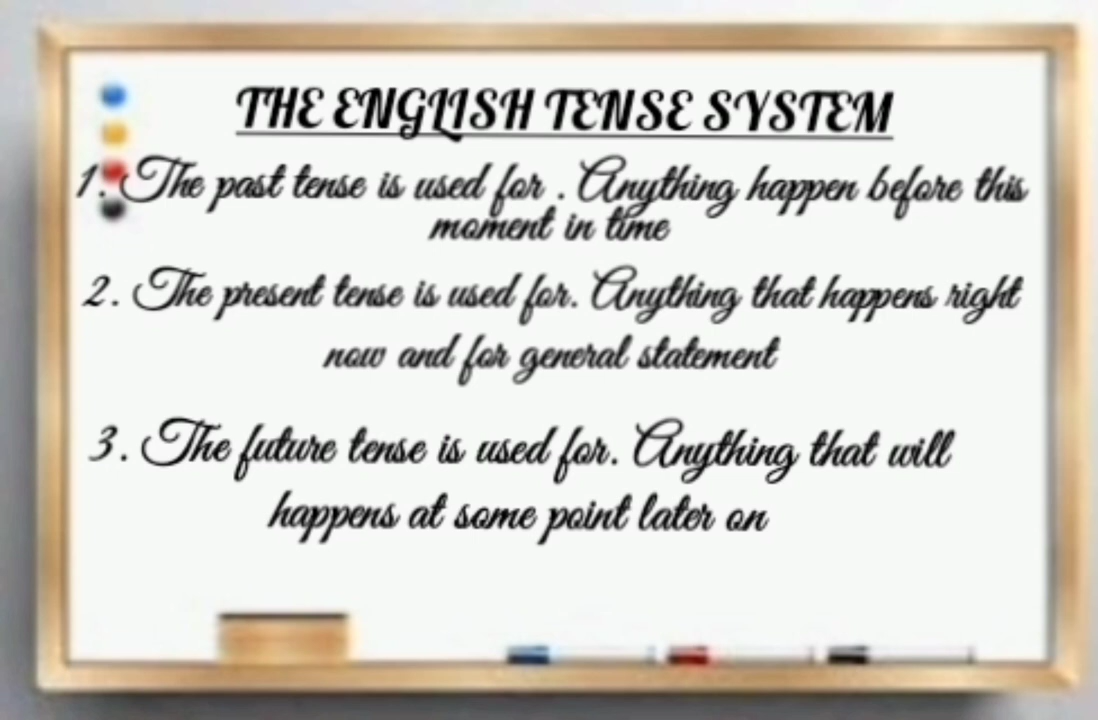 THE ENGLISH TENSE SYSTEM
1. The past tense is used for . Anything happen before this
moment in time
2. The present tense is used for. Anything that happens right
now and for general statement
3. The future tense is used for. Anything that will
happens at some point later on